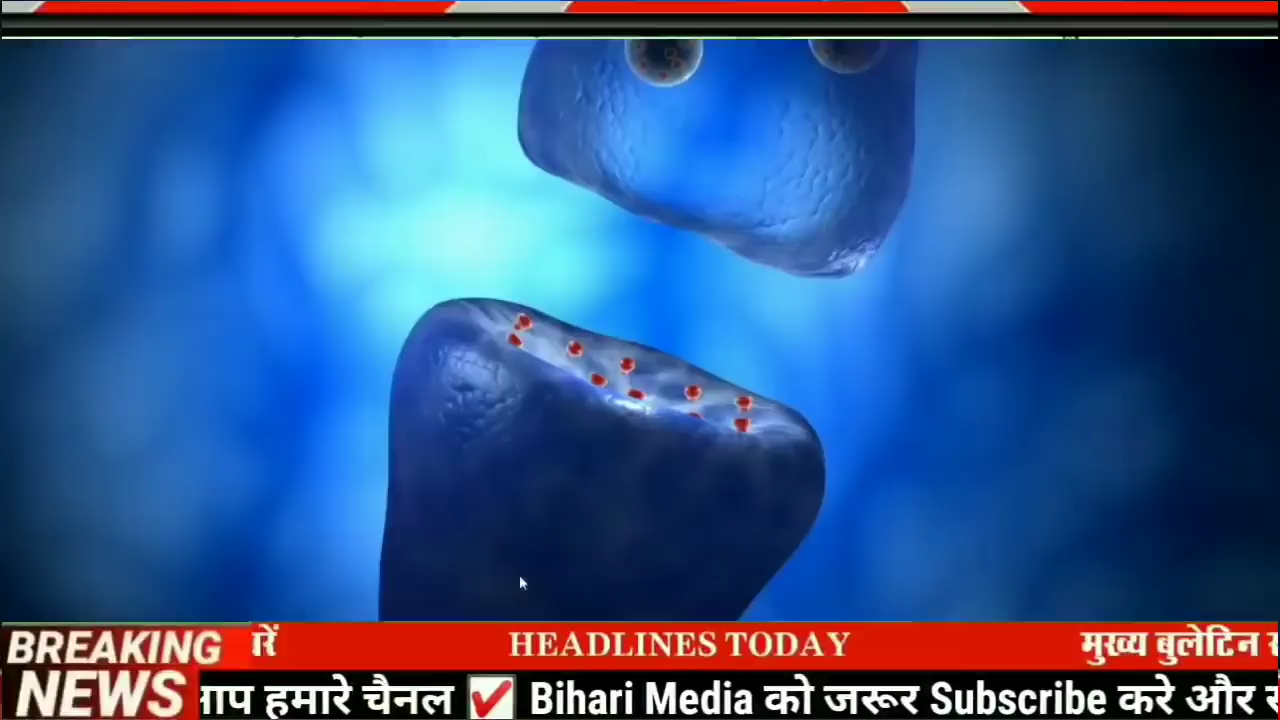 BREAKING
NEWS
HEADLINES TODAY
मुख्य बुलेटिन
हमारे चैनल ✅ Bihari Media को जरूर Subscribe करे और